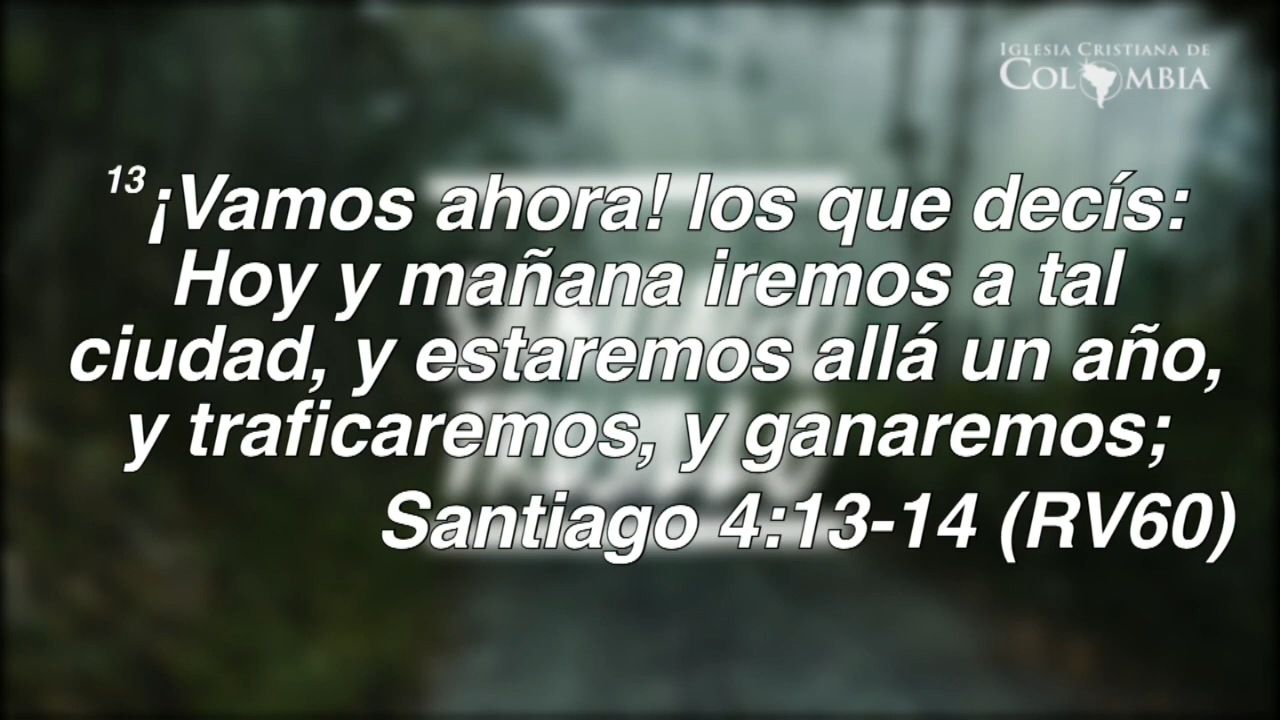 IGLESIA CRISTIANA DE
COLOMBIA
13 ¡Vamos ahora! los que decís:
Hoy y mañana iremos a tal
ciudad, y estaremos allá un año,
y traficaremos, y ganaremos;
Santiago 4:13-14 (RV60)